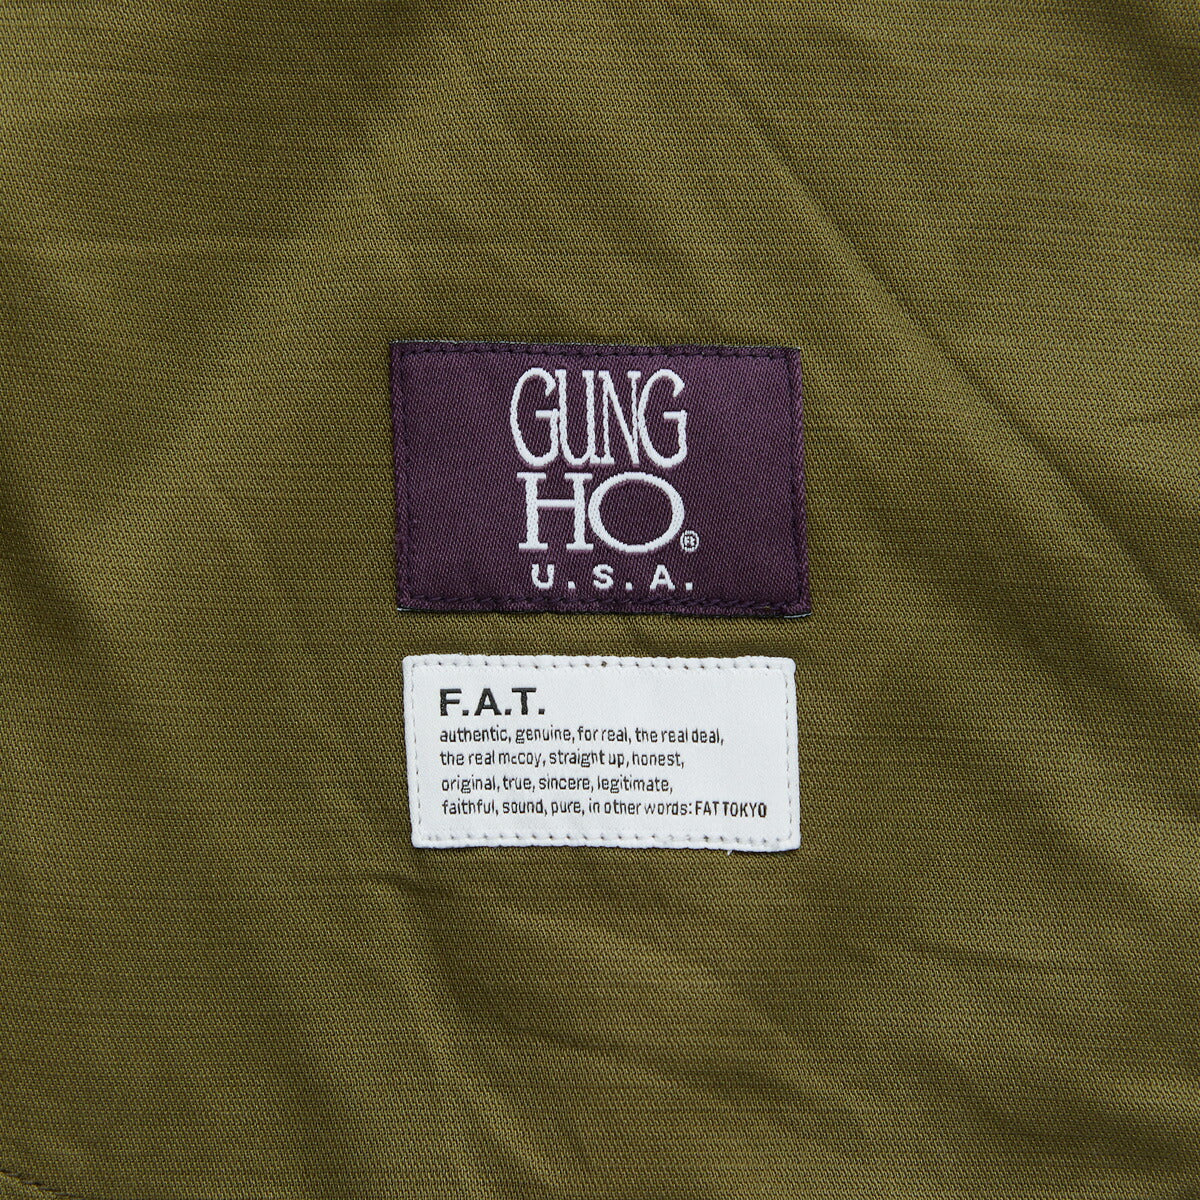 GUNG
HO®
U.S.A.
F.A.T.
authentic, genuine, for real, the real deal,
the real mccoy, straight up, honest,
original, true, sincere, legitimate,
faithful, sound, pure, in other words: FAT TOKYO